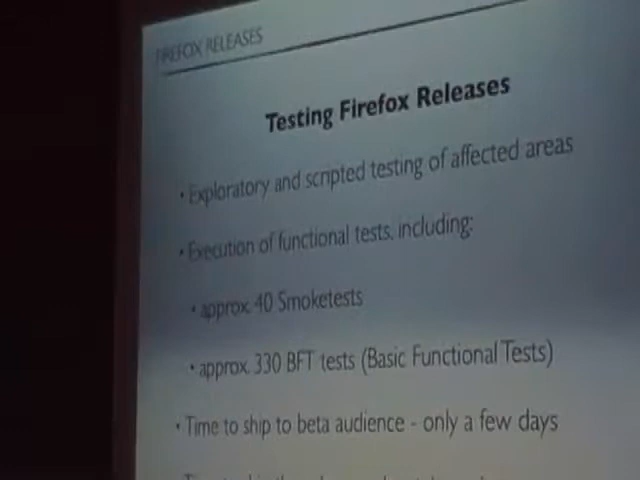 FIREFOX RELEASES
Testing Firefox Releases
• Exploratory and scripted testing of affected areas
• Execution of functional tests, including:
• approx. 40 Smoketests
• approx. 330 BFT tests (Basic Functional Tests)
• Time to ship to beta audience - only a few days